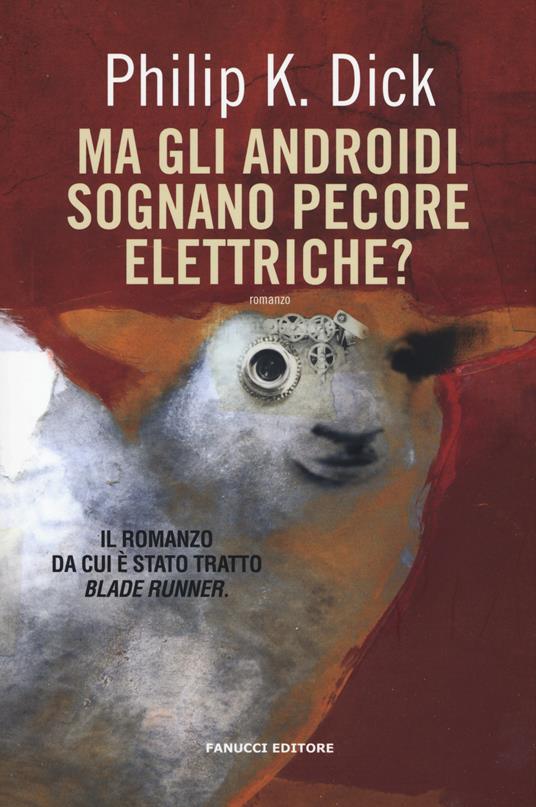 Philip K. Dick
MA GLI ANDROIDI
SOGNANO PECORE
ELETTRICHE?
romanzo
IL ROMANZO
DA CUI È STATO TRATTO
BLADE RUNNER.
FANUCCI EDITORE